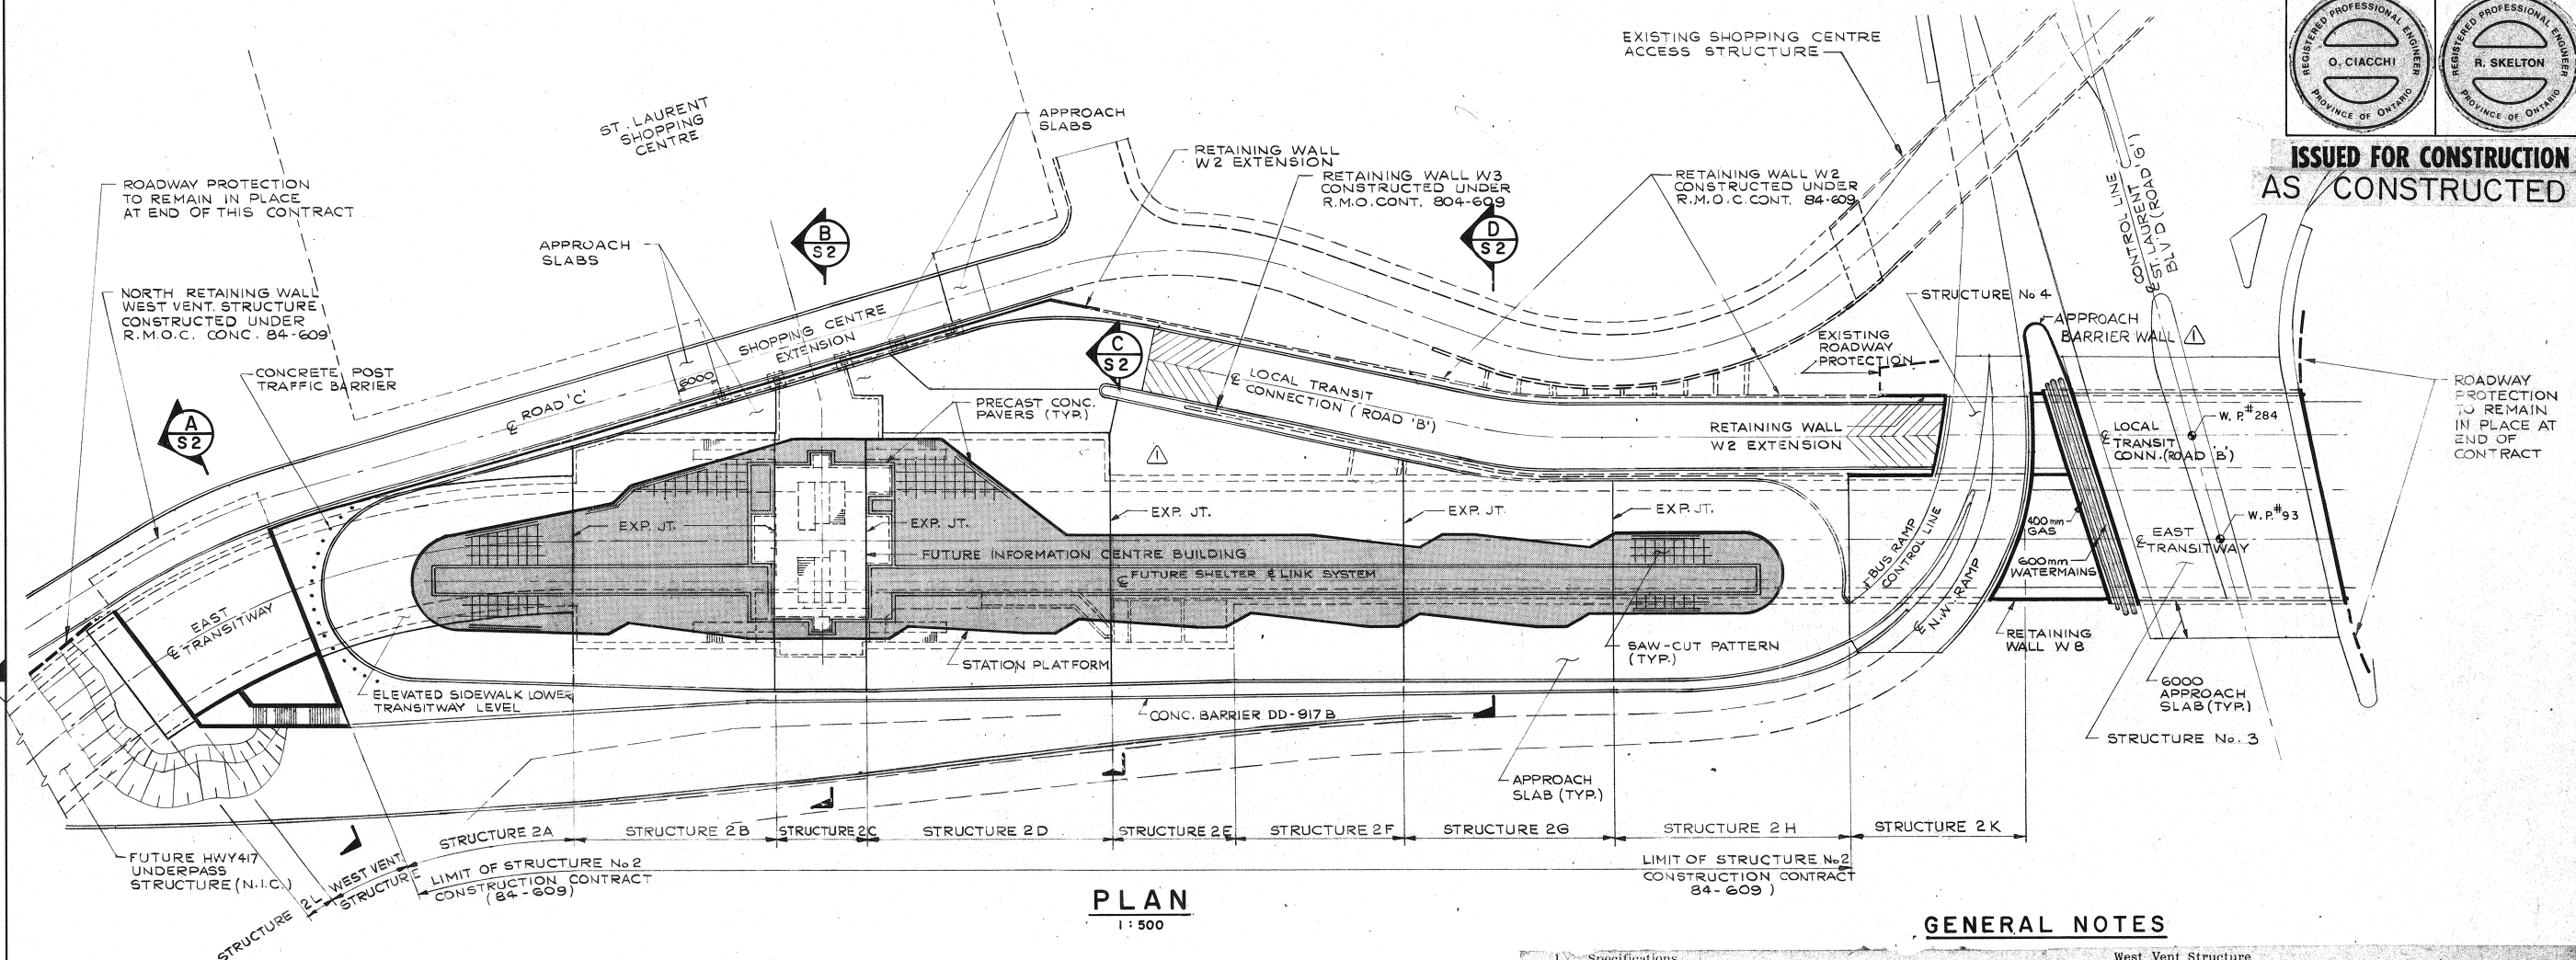 EXISTING SHOPPING CENTRE
ACCESS STRUCTURE
REGISTERED PROFESSIONAL ENGINEER
O. CIACCHI
PROVINCE OF ONTARIO
REGISTERED PROFESSIONAL ENGINEER
R. SKELTON
PROVINCE OF ONTARIO
ISSUED FOR CONSTRUCTION
AS CONSTRUCTED
ST. LAURENT
SHOPPING
CENTRE
APPROACH
SLABS
RETAINING WALL
W2 EXTENSION
RETAINING WALL W3
CONSTRUCTED UNDER
R.M.O.CONT. 804-609
RETAINING WALL W2
CONSTRUCTED UNDER
R.M.O.C.CONT. 84-609
CONTROL LINE
℄ ST. LAURENT
BLV'D (ROAD 'G')
ROADWAY PROTECTION
TO REMAIN IN PLACE
AT END OF THIS CONTRACT
APPROACH
SLABS
B
S2
D
S2
NORTH RETAINING WALL
WEST VENT. STRUCTURE
CONSTRUCTED UNDER
R.M.O.C. CONC. 84-609
SHOPPING CENTRE
EXTENSION
STRUCTURE No 4
APPROACH
BARRIER WALL
1
C
S2
EXISTING
ROADWAY
PROTECTION
CONCRETE POST
TRAFFIC BARRIER
6000
℄ ROAD 'C'
A
S2
PRECAST CONC.
PAVERS (TYP.)
℄ LOCAL TRANSIT
CONNECTION (ROAD 'B')
RETAINING WALL
W2 EXTENSION
1
W. P. #284
℄ LOCAL
TRANSIT
CONN.(ROAD 'B')
ROADWAY
PROTECTION
TO REMAIN
IN PLACE AT
END OF
CONTRACT
EXP. JT.
EXP. JT.
EXP. JT.
EXP. JT.
EXP. JT.
FUTURE INFORMATION CENTRE BUILDING
℄ FUTURE SHELTER & LINK SYSTEM
BUS RAMP
CONTROL LINE
℄ N.W. RAMP
400mm
GAS
600mm
WATERMAINS
W.P. #93
℄ EAST
TRANSITWAY
EAST
℄ TRANSITWAY
STATION PLATFORM
SAW-CUT PATTERN
(TYP.)
RETAINING
WALL W8
ELEVATED SIDEWALK LOWER
TRANSITWAY LEVEL
CONC. BARRIER DD-917B
6000
APPROACH
SLAB (TYP.)
STRUCTURE No. 3
APPROACH
SLAB (TYP.)
STRUCTURE 2A
STRUCTURE 2B
STRUCTURE 2C
STRUCTURE 2D
STRUCTURE 2E
STRUCTURE 2F
STRUCTURE 2G
STRUCTURE 2H
STRUCTURE 2K
FUTURE HWY 417
UNDERPASS
STRUCTURE (N.I.C.)
STRUCTURE 2L
WEST VENT.
STRUCTURE
LIMIT OF STRUCTURE No 2
CONSTRUCTION CONTRACT
(84-609)
LIMIT OF STRUCTURE No2
CONSTRUCTION CONTRACT
84-609 )
PLAN
1:500
GENERAL NOTES
1. Specifications
West Vent Structure